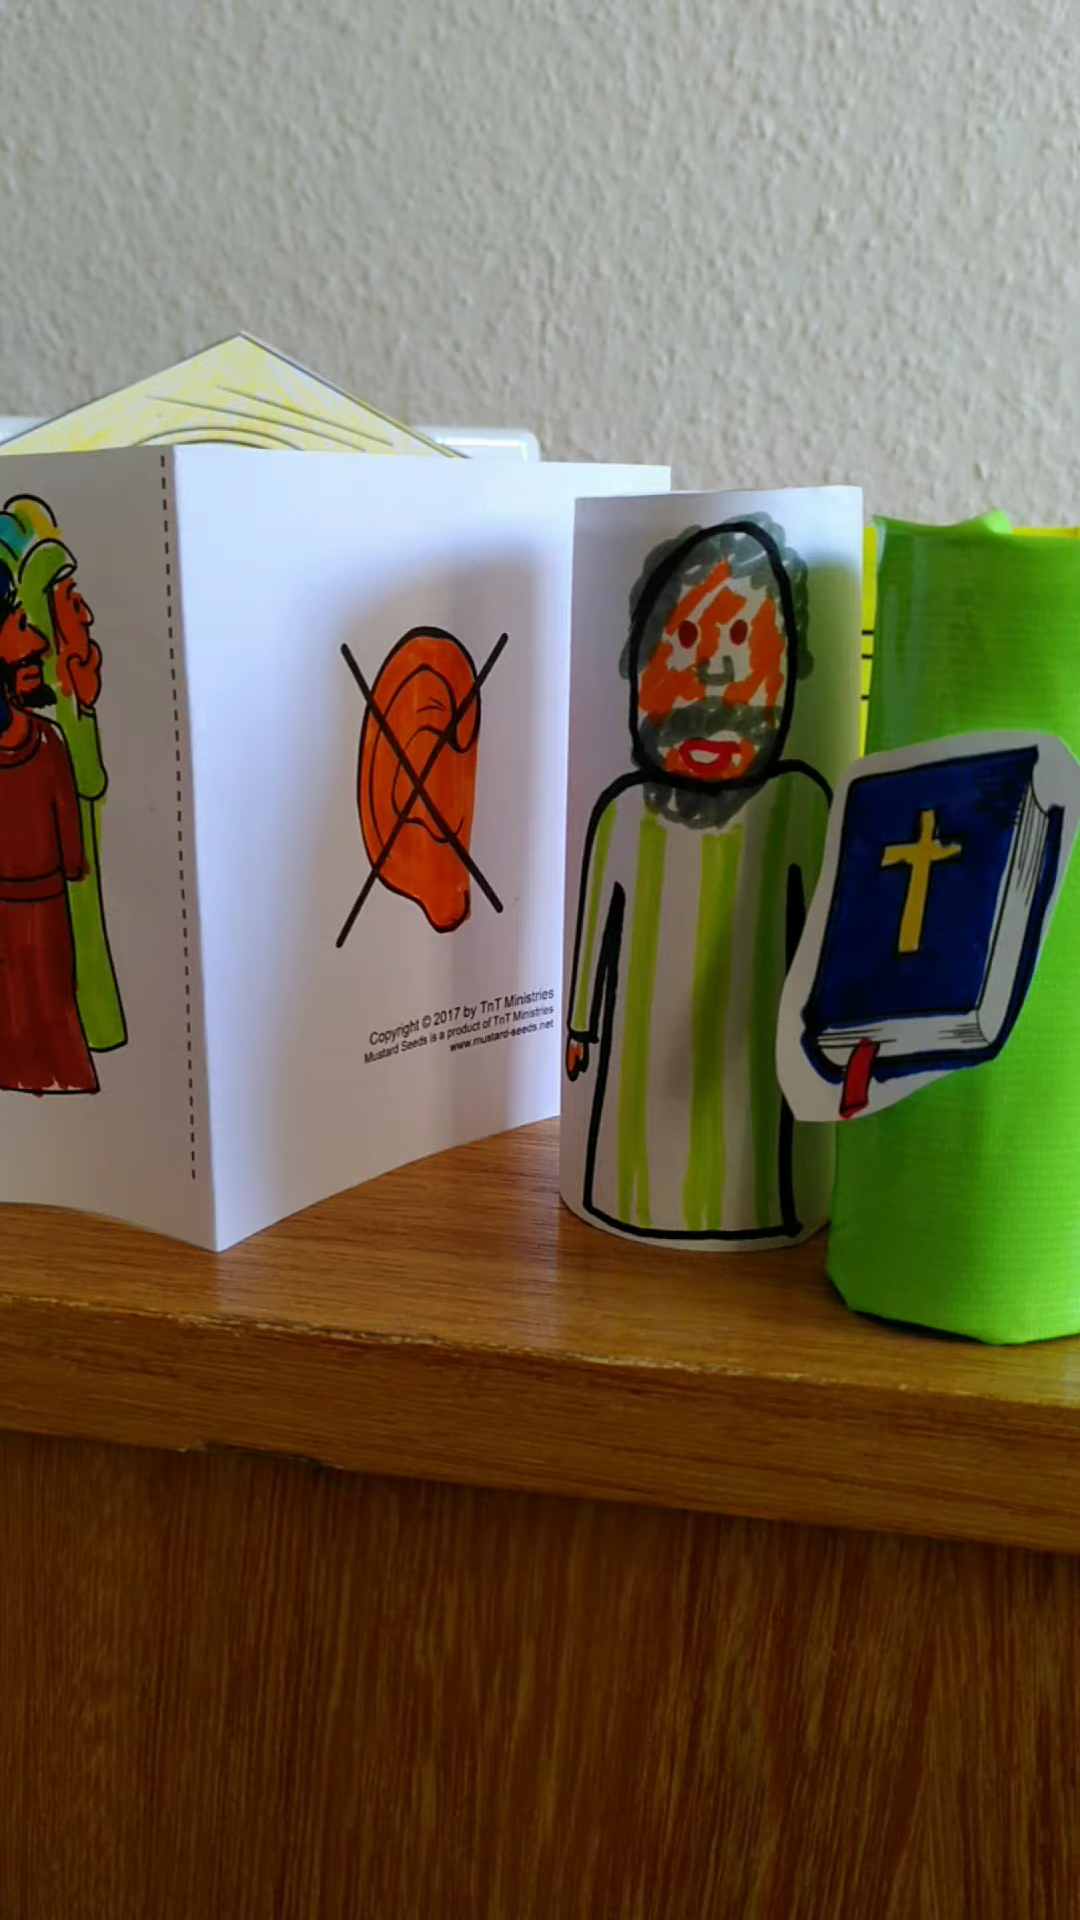 Copyright © 2017 by TnT Ministries
Mustard Seeds is a product of TnT Ministries
www.mustard-seeds.net